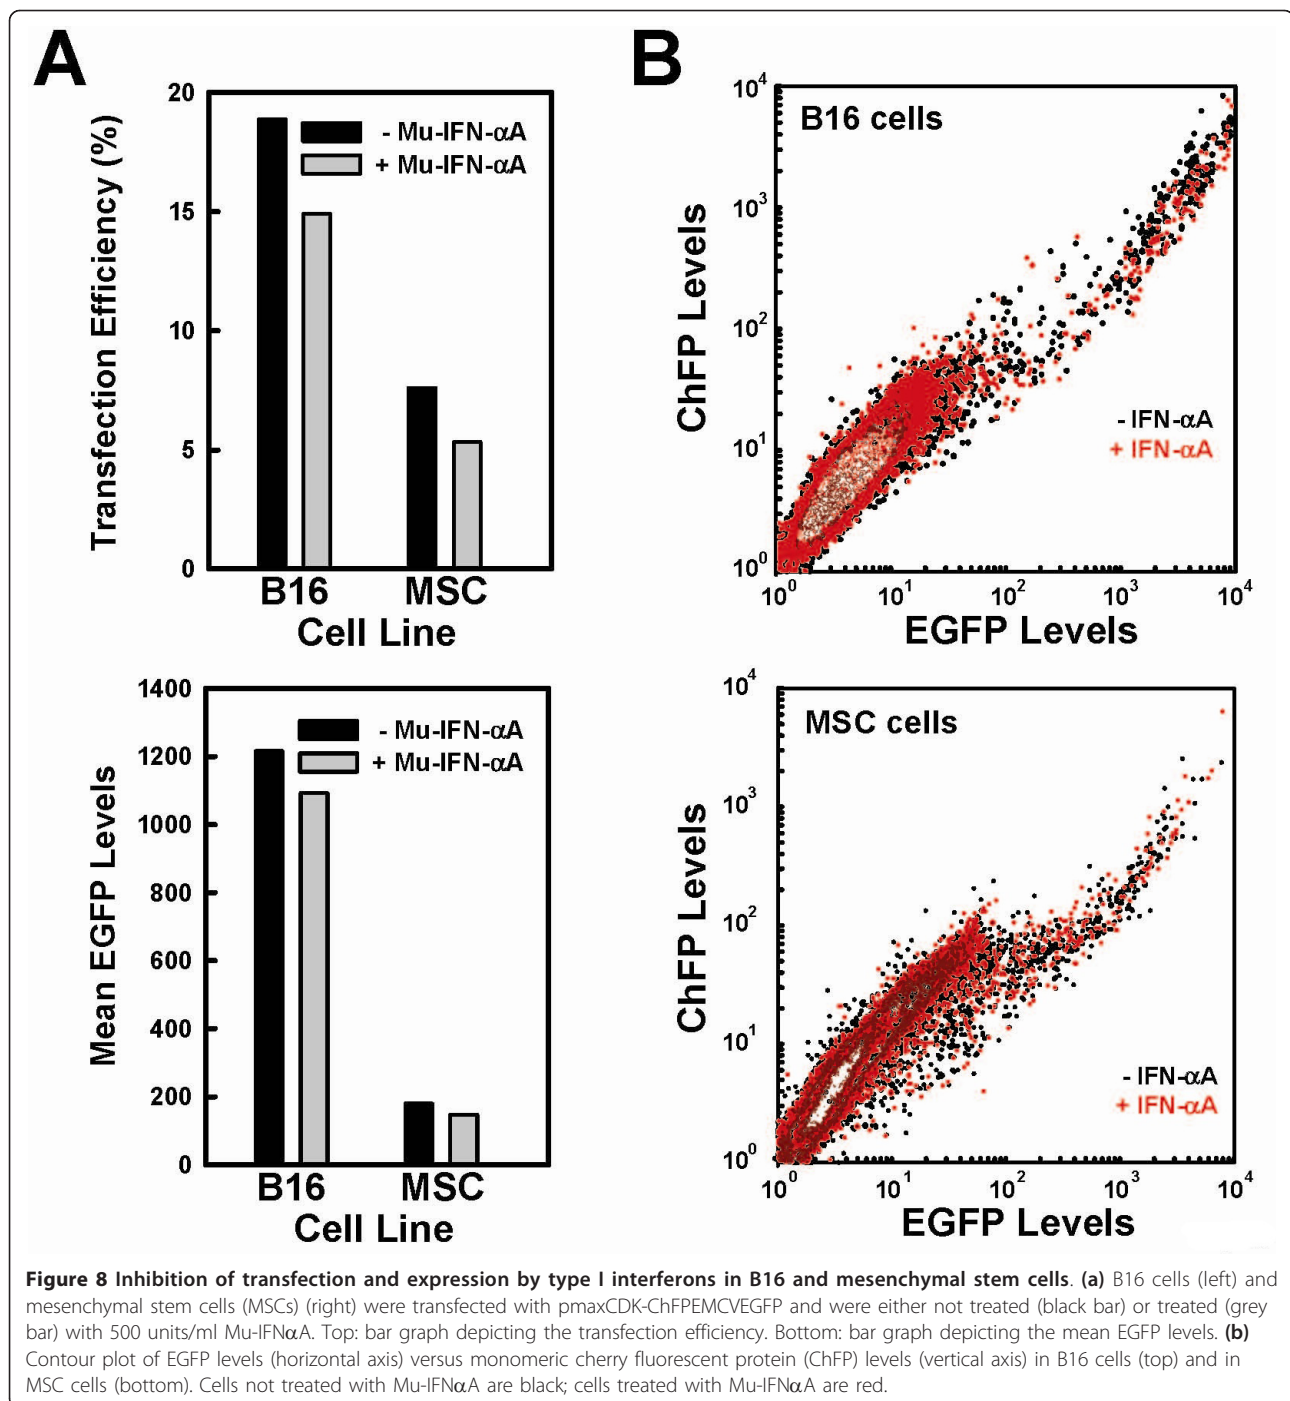 A
20
15
10
5
0
Transfection Efficiency (%)
- Mu-IFN-αA
+ Mu-IFN-αA
B16 MSC
Cell Line
1400
1200
1000
800
600
400
200
0
Mean EGFP Levels
- Mu-IFN-αA
+ Mu-IFN-αA
B16 MSC
Cell Line
B
B16 cells
10⁴
10³
10²
10¹
10⁰
ChFP Levels
- IFN-αA
+ IFN-αA
10⁰ 10¹ 10² 10³ 10⁴
EGFP Levels
MSC cells
10⁴
10³
10²
10¹
10⁰
ChFP Levels
- IFN-αA
+ IFN-αA
10⁰ 10¹ 10² 10³ 10⁴
EGFP Levels
Figure 8 Inhibition of transfection and expression by type I interferons in B16 and mesenchymal stem cells. (a) B16 cells (left) and
mesenchymal stem cells (MSCs) (right) were transfected with pmaxCDK-ChFPEMCVEGFP and were either not treated (black bar) or treated (grey
bar) with 500 units/ml Mu-IFNαA. Top: bar graph depicting the transfection efficiency. Bottom: bar graph depicting the mean EGFP levels. (b)
Contour plot of EGFP levels (horizontal axis) versus monomeric cherry fluorescent protein (ChFP) levels (vertical axis) in B16 cells (top) and in
MSC cells (bottom). Cells not treated with Mu-IFNαA are black; cells treated with Mu-IFNαA are red.